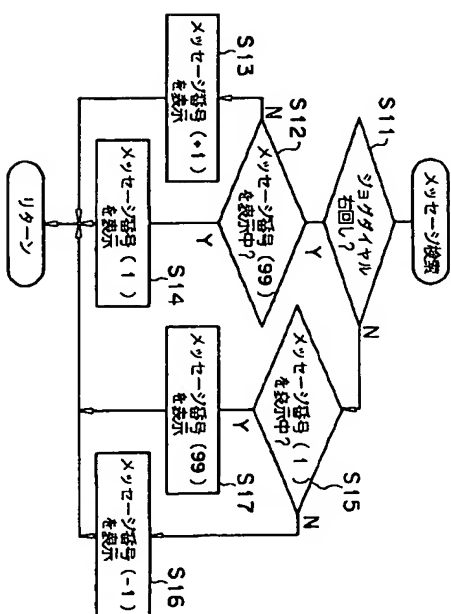 メッセージ検索
S11
ジョグダイヤル
右回し?
N
Y
S12
メッセージ番号(99)
を表示中?
N
Y
S13
メッセージ番号(+1)
を表示
S14
メッセージ番号(1)
を表示
S15
メッセージ番号(1)
を表示中?
N
Y
S17
メッセージ番号(99)
を表示
S16
メッセージ番号(-1)
を表示
リターン